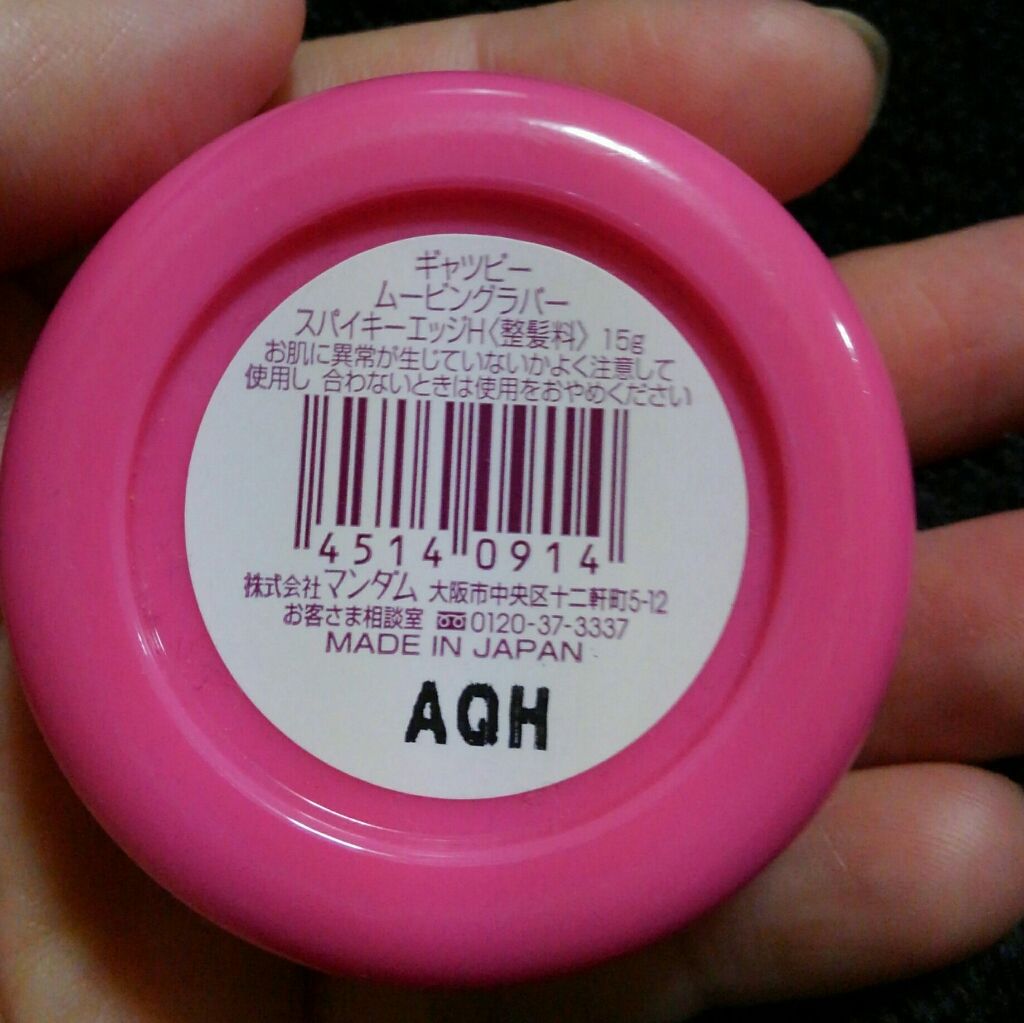 ギャツビー
ムービングラバー
スパイキーエッジH〈整髪料〉 15g
お肌に異常が生じていないかよく注意して
使用し 合わないときは使用をおやめください
4514 0914
株式会社マンダム 大阪市中央区十二軒町5-12
お客さま相談室 0120-37-3337
MADE IN JAPAN
AQH